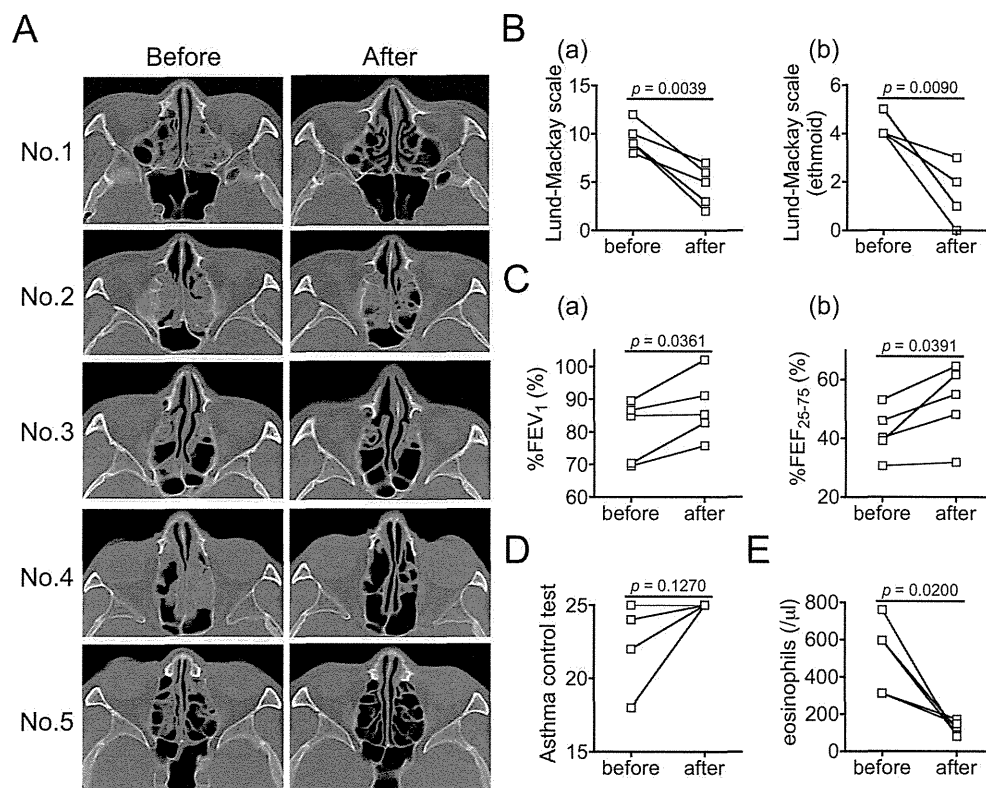 A
Before
After
No.1
No.2
No.3
No.4
No.5
B
(a)
p = 0.0039
Lund-Mackay scale
15
10
5
0
before
after
(b)
p = 0.0090
Lund-Mackay scale
(ethmoid)
6
4
2
0
before
after
C
(a)
p = 0.0361
%FEV1 (%)
100
90
80
70
60
before
after
(b)
p = 0.0391
%FEF25-75 (%)
60
40
20
before
after
D
p = 0.1270
Asthma control test
25
20
15
before
after
E
p = 0.0200
eosinophils (/μl)
800
600
400
200
0
before
after